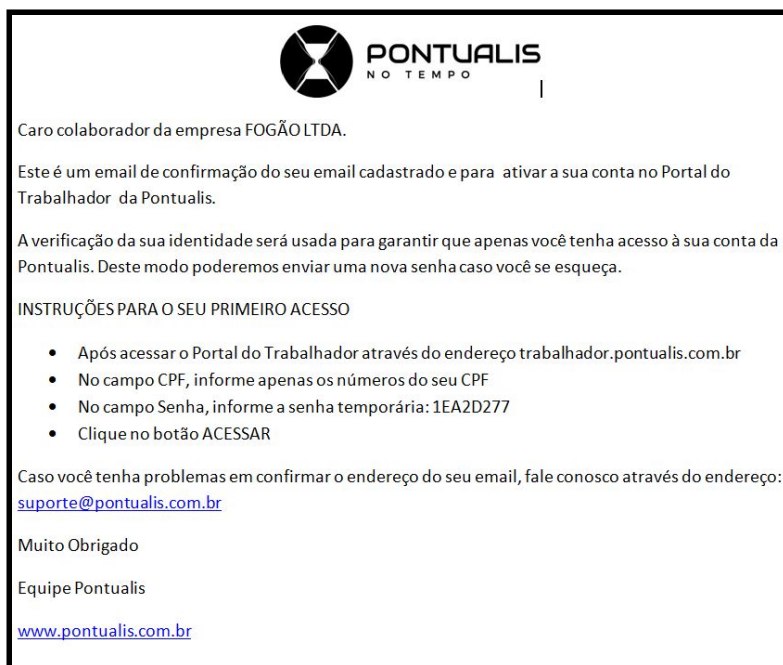 PONTUALIS
NO TEMPO
Caro colaborador da empresa FOGÃO LTDA.
Este é um email de confirmação do seu email cadastrado e para ativar a sua conta no Portal do
Trabalhador da Pontualis.
A verificação da sua identidade será usada para garantir que apenas você tenha acesso à sua conta da
Pontualis. Deste modo poderemos enviar uma nova senha caso você se esqueça.
INSTRUÇÕES PARA O SEU PRIMEIRO ACESSO
• Após acessar o Portal do Trabalhador através do endereço trabalhador.pontualis.com.br
• No campo CPF, informe apenas os números do seu CPF
• No campo Senha, informe a senha temporária: 1EA2D277
• Clique no botão ACESSAR
Caso você tenha problemas em confirmar o endereço do seu email, fale conosco através do endereço:
suporte@pontualis.com.br
Muito Obrigado
Equipe Pontualis
www.pontualis.com.br